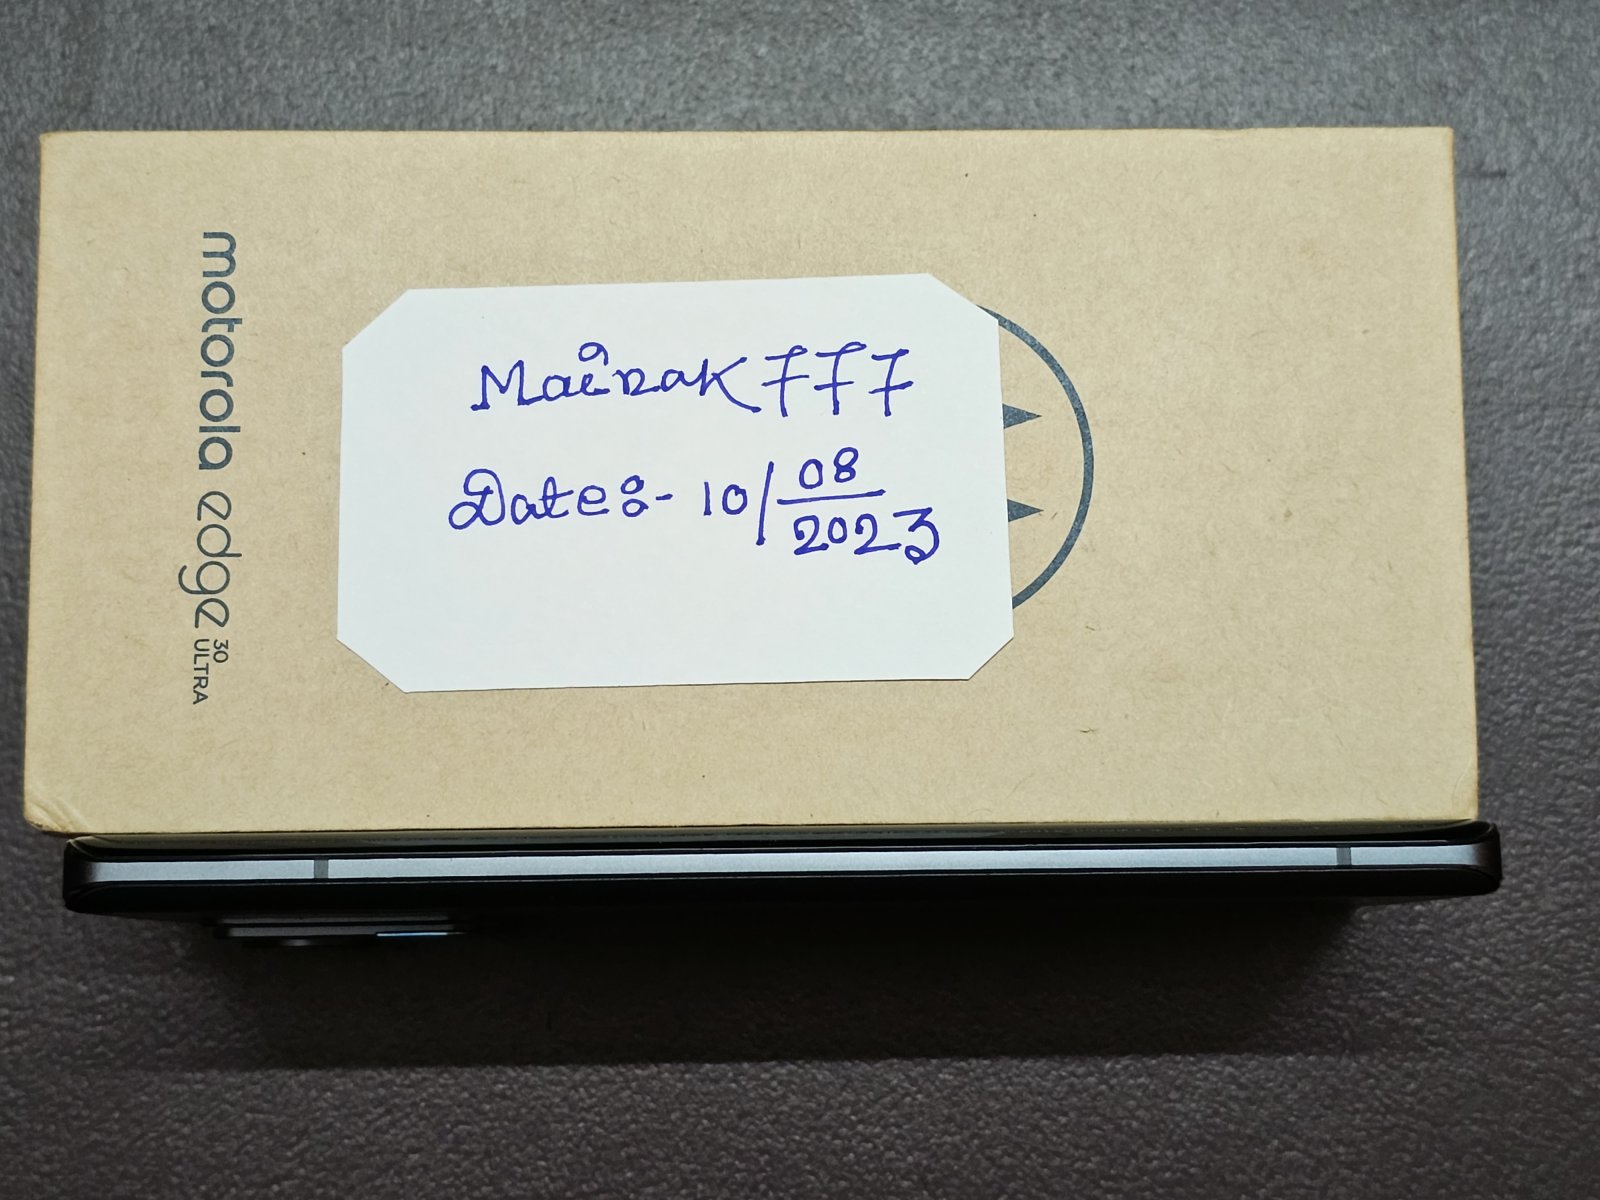 motorola edge 30 ULTRA
Mainak 777
Date:- 10/08/2023